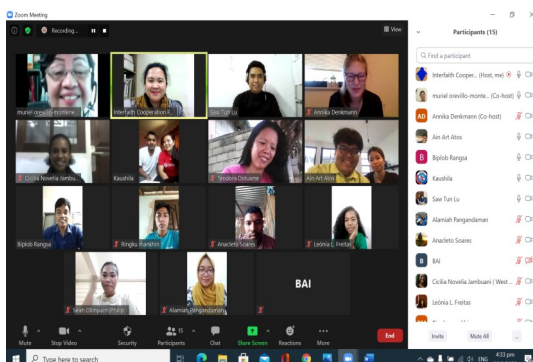 Zoom Meeting
Recording...
View
muriel orevillo-montene
Interfaith Cooperation F...
Saw Tun Lu
Annika Denkmann
Cicilia Novelia Jambu...
Kaushila
Teodora Dotuame
Ain Art Atos
Biplob Rangsa
Ringku mankhin
Anacleto Soares
Leónia L. Freitas
Alamiah Pangandaman
BAI
Participants (15)
Find a participant
Interfaith Cooper... (Host, me)
muriel orevillo-monte... (Co-host)
AD Annika Denkmann (Co-host)
Ain Art Atos
B Biplob Rangsa
Kaushila
Saw Tun Lu
Alamiah Pangandaman
Anacleto Soares
B BAI
Cicilia Novelia Jambuani ( West ...
Leónia L. Freitas
Invite
Mute All
...
Mute
Stop Video
Security
15
Participants
Chat
Share Screen
Reactions
More
End
Type here to search
ENG
4:33 pm